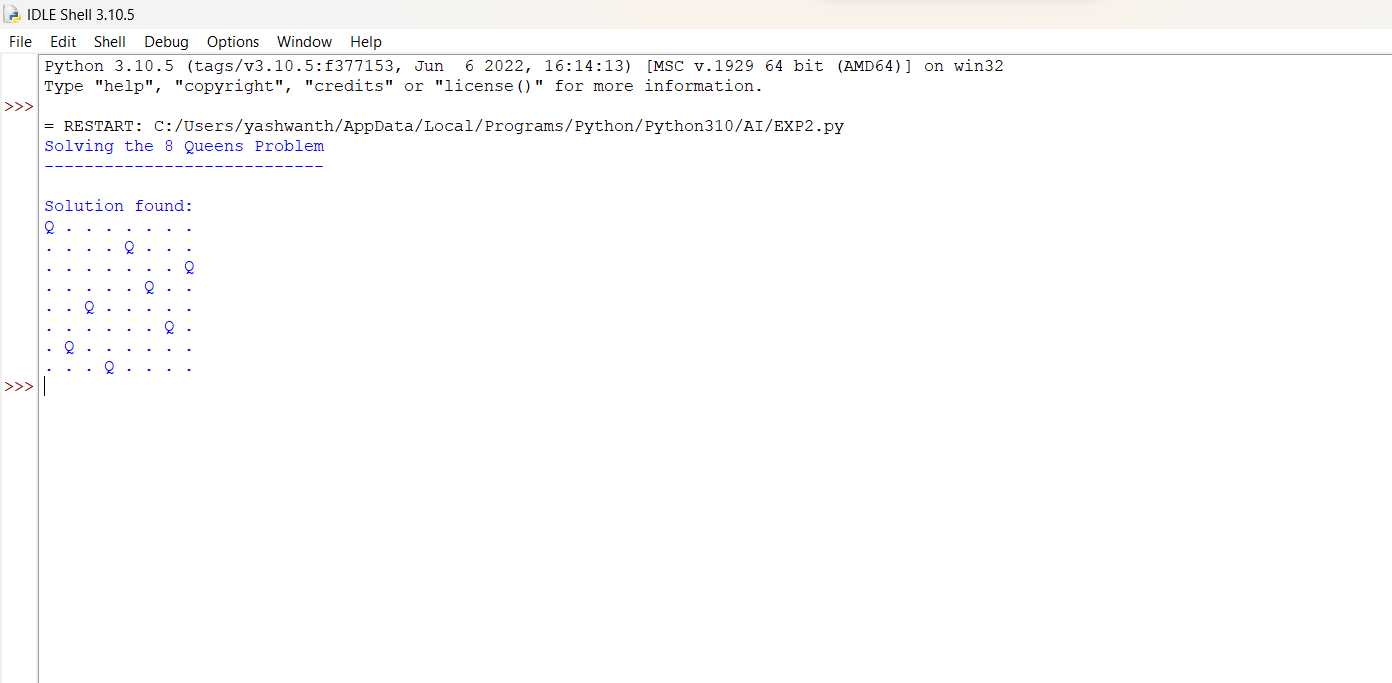 IDLE Shell 3.10.5
File Edit Shell Debug Options Window Help
Python 3.10.5 (tags/v3.10.5:f377153, Jun  6 2022, 16:14:13) [MSC v.1929 64 bit (AMD64)] on win32
Type "help", "copyright", "credits" or "license()" for more information.
>>>
= RESTART: C:/Users/yashwanth/AppData/Local/Programs/Python/Python310/AI/EXP2.py
Solving the 8 Queens Problem
----------------------------
Solution found:
Q . . . . . . .
. . . . Q . . .
. . . . . . . Q
. . . . . Q . .
. . Q . . . . .
. . . . . . Q .
. Q . . . . . .
. . . Q . . . .
>>>